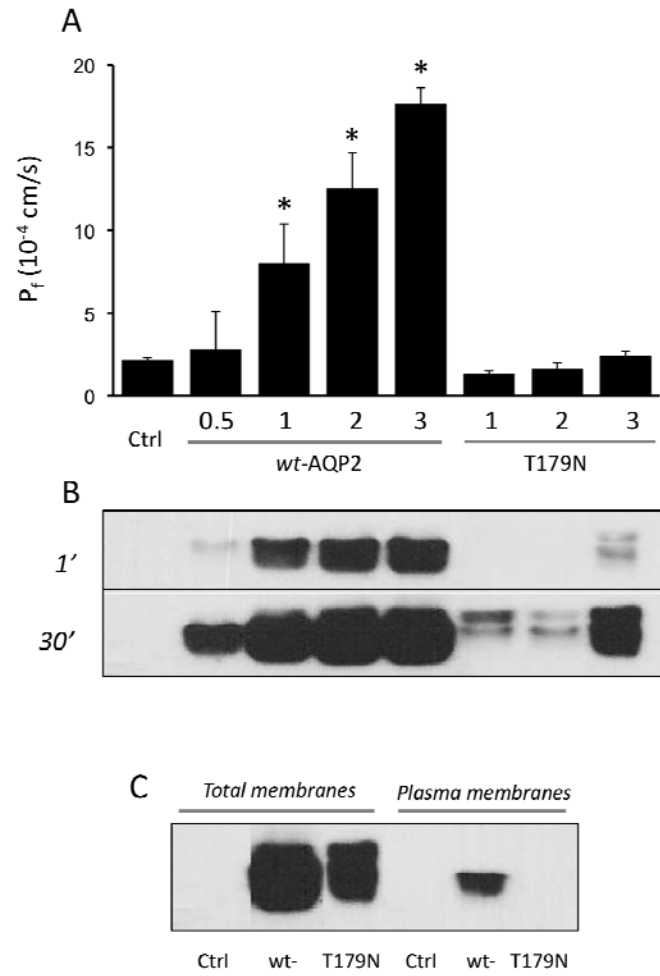 A
20
15
10
5
0
P_f (10^-4 cm/s)
*
*
*
*
Ctrl
0.5 1 2 3 1 2 3
wt-AQP2 T179N
B
1’
30’
C
Total membranes Plasma membranes
Ctrl wt- T179N Ctrl wt- T179N